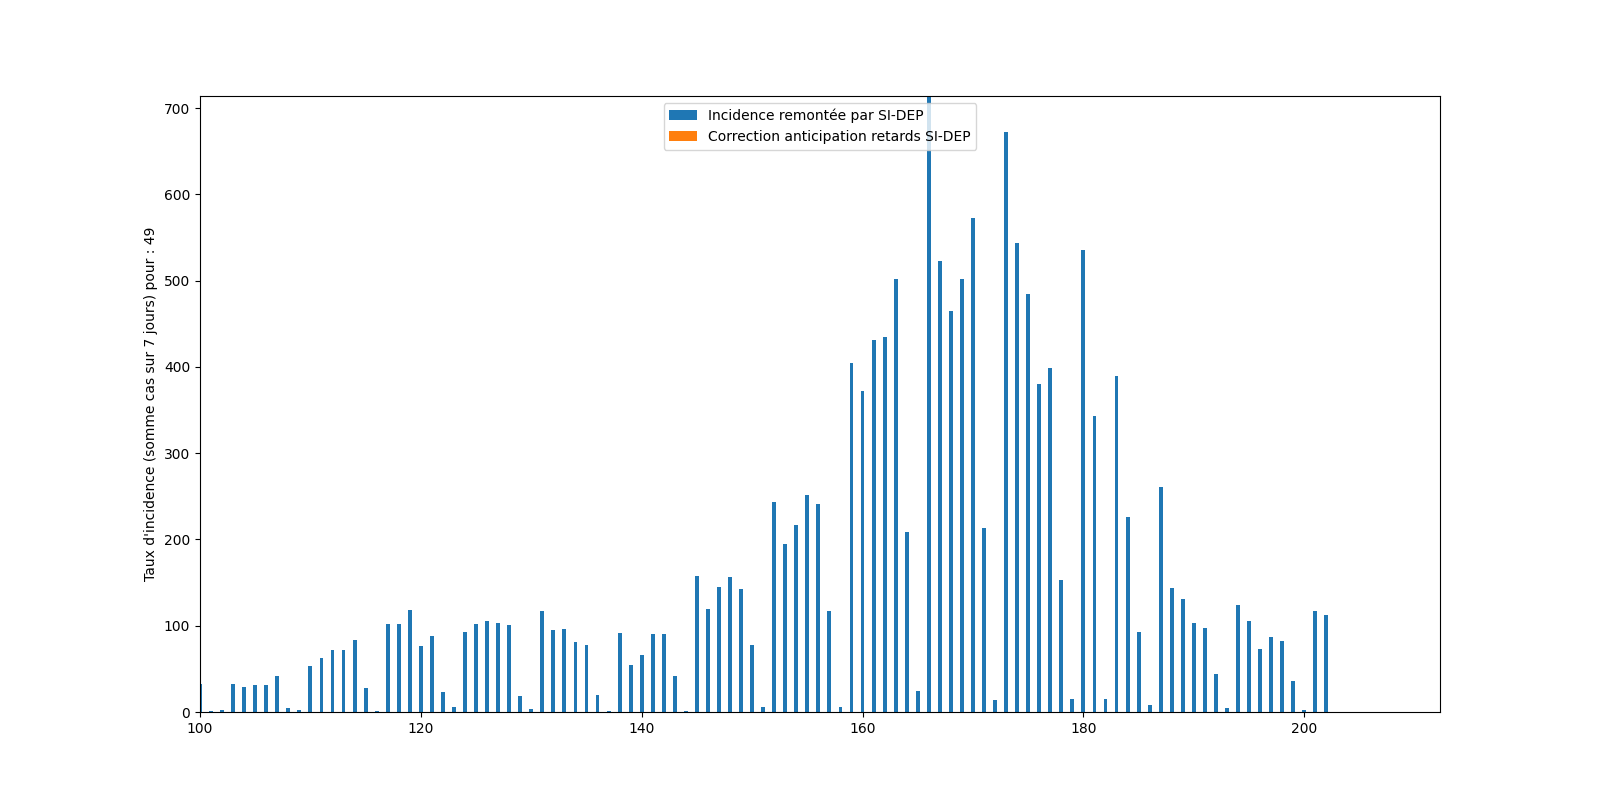 Incidence remontée par SI-DEP
Correction anticipation retards SI-DEP
Taux d'incidence (somme cas sur 7 jours) pour : 49
700
600
500
400
300
200
100
0
100 120 140 160 180 200